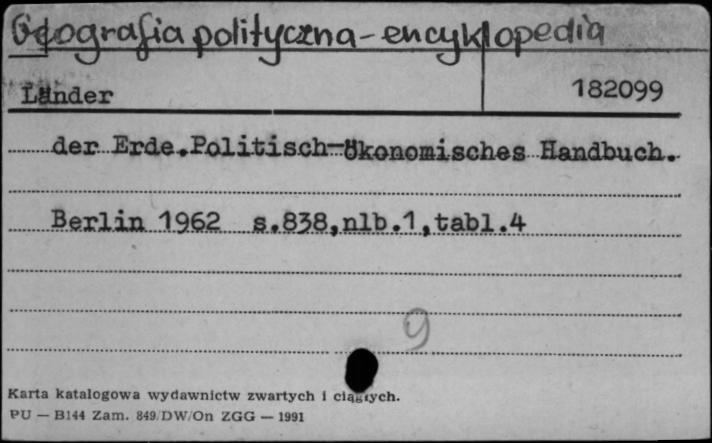 Geografia polityczna - encyklopedia
Länder
182099
der Erde.Politisch-ökonomisches Handbuch.
Berlin 1962 s.838,nlb.1,tabl.4
9
Karta katalogowa wydawnictw zwartych i ciągłych.
PU — B144 Zam. 849/DW/On ZGG — 1991